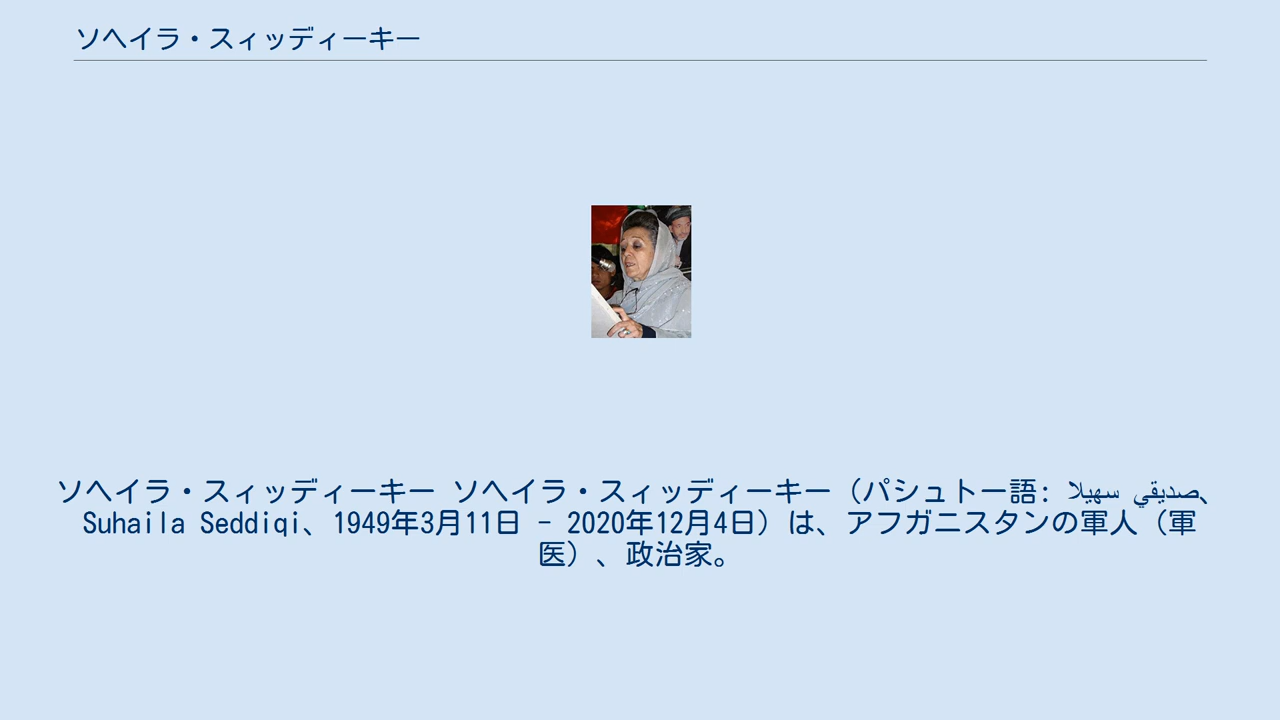 ソヘイラ・スィッディーキー
ソヘイラ・スィッディーキー ソヘイラ・スィッディーキー（パシュトー語: سهيلا صديقي、
Suhaila Seddiqi、1949年3月11日 - 2020年12月4日）は、アフガニスタンの軍人（軍
医）、政治家。